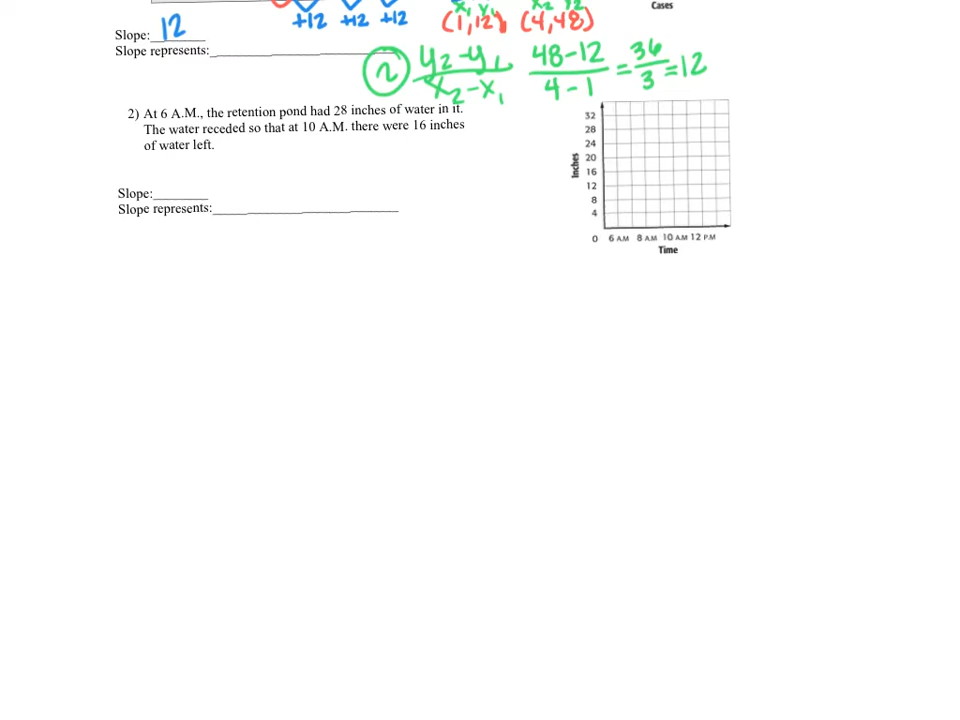 Cases
+12 +12 +12
x₁ y₁ x₂ y₂
(1,12) (4,48)
Slope: 12
Slope represents:
② y₂-y₁/x₂-x₁ 48-12/4-1 = 36/3 = 12
2) At 6 A.M., the retention pond had 28 inches of water in it.
The water receded so that at 10 A.M. there were 16 inches
of water left.
Slope:
Slope represents:
Inches
32
28
24
20
16
12
8
4
0 6 AM 8 AM 10 AM 12 PM
Time